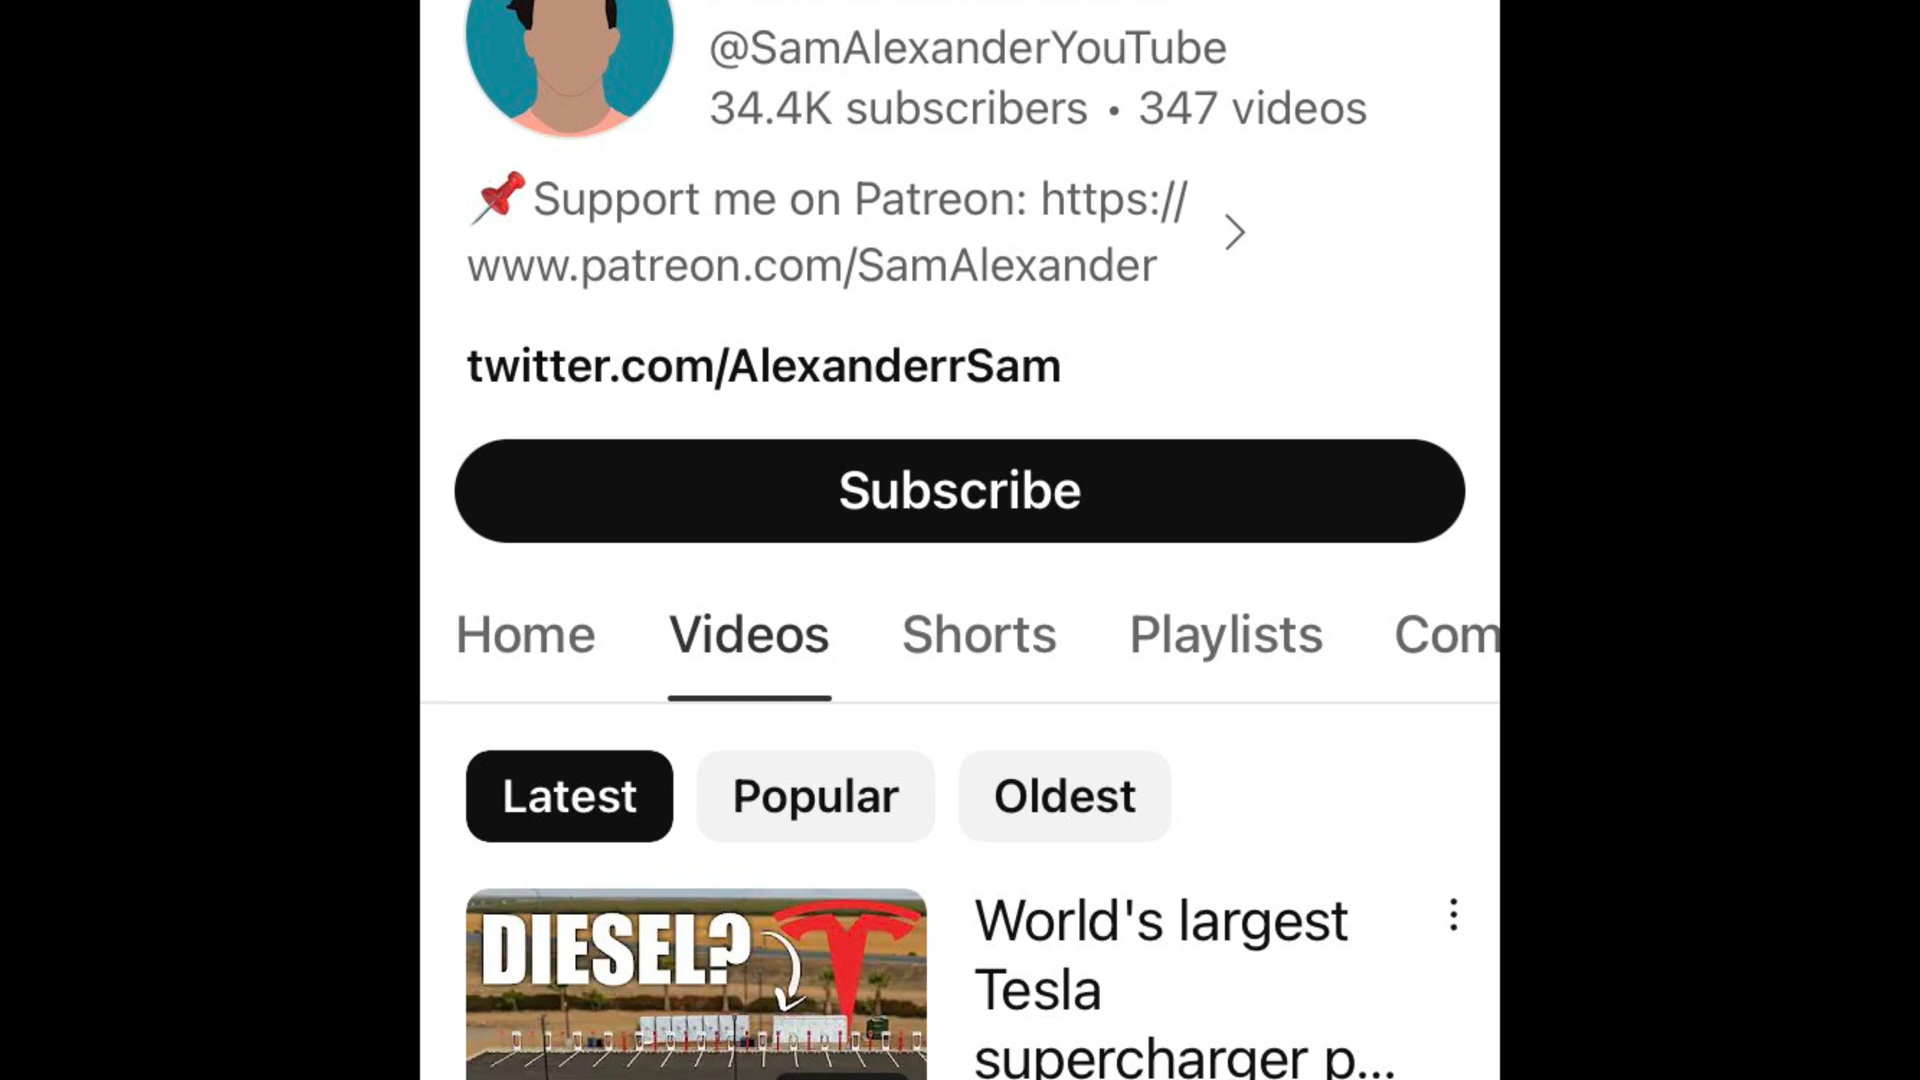 @SamAlexanderYouTube
34.4K subscribers • 347 videos
📌Support me on Patreon: https://
www.patreon.com/SamAlexander
twitter.com/AlexanderrSam
Subscribe
Home Videos Shorts Playlists Com
Latest Popular Oldest
DIESEL?
World's largest
Tesla
supercharger p...